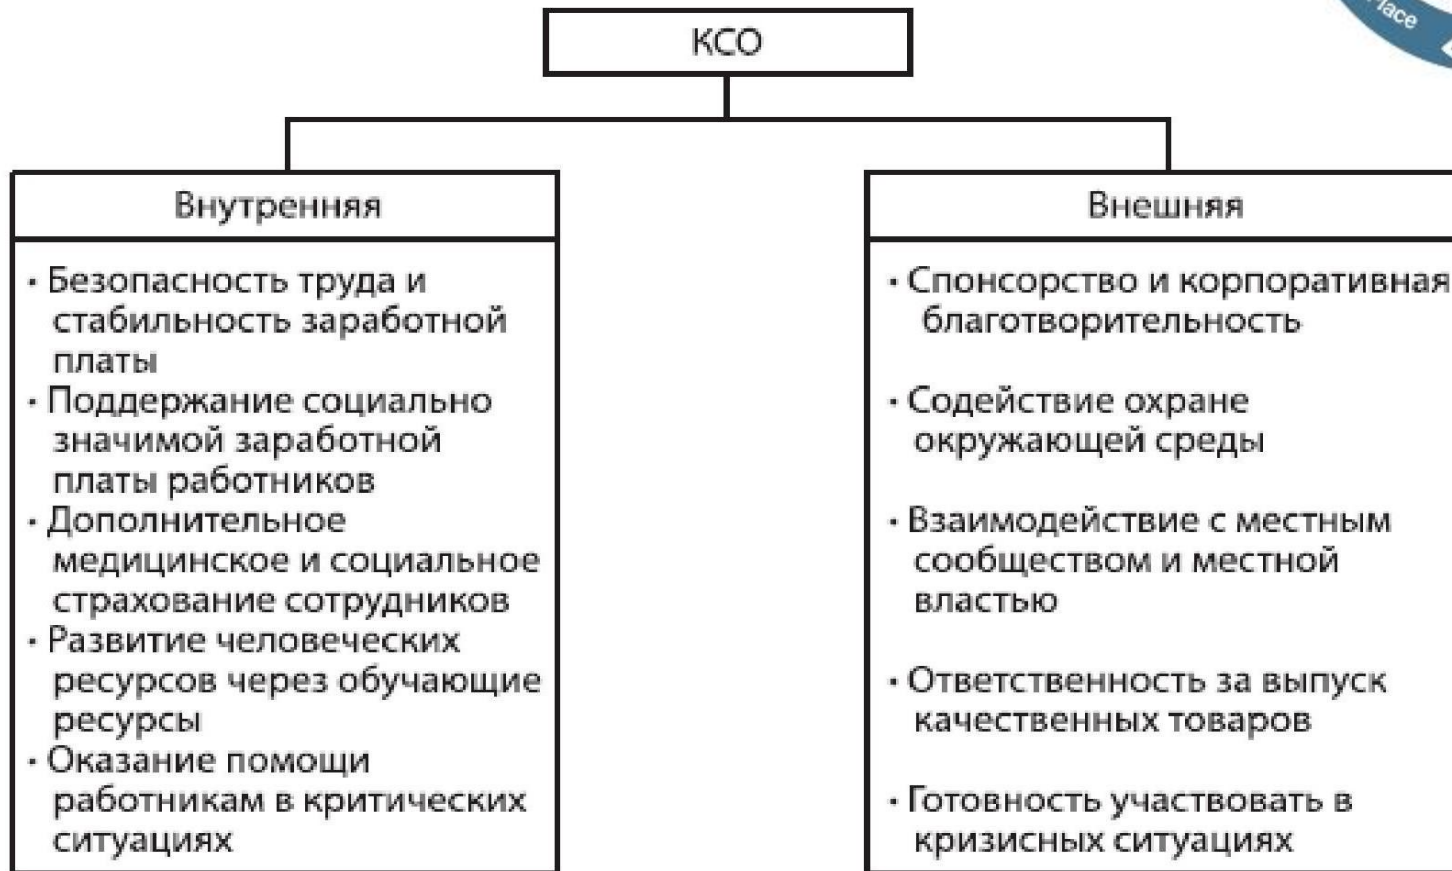 КСО
Внутренняя
· Безопасность труда и
стабильность заработной
платы
· Поддержание социально
значимой заработной
платы работников
· Дополнительное
медицинское и социальное
страхование сотрудников
· Развитие человеческих
ресурсов через обучающие
ресурсы
· Оказание помощи
работникам в критических
ситуациях
Внешняя
· Спонсорство и корпоративная
благотворительность
· Содействие охране
окружающей среды
· Взаимодействие с местным
сообществом и местной
властью
· Ответственность за выпуск
качественных товаров
· Готовность участвовать в
кризисных ситуациях